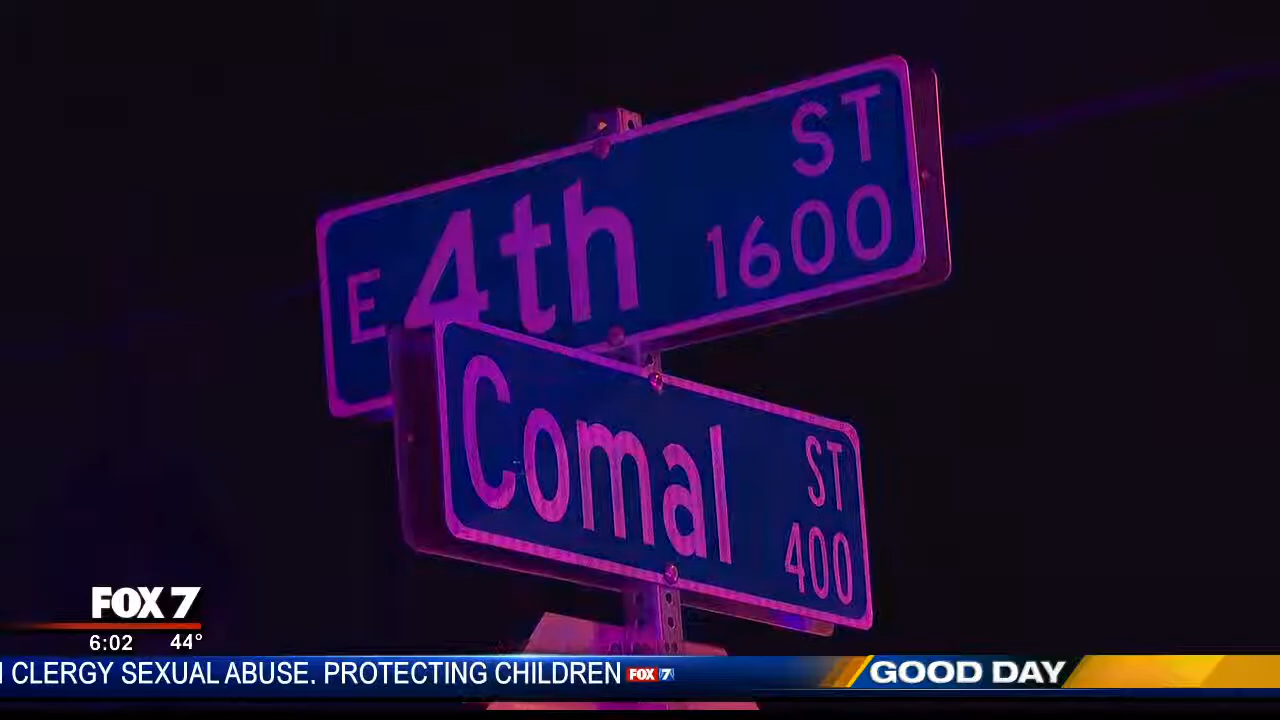 ST
E 4th 1600
Comal ST
400
FOX 7
6:02 44°
CLERGY SEXUAL ABUSE. PROTECTING CHILDREN FOX 7 GOOD DAY